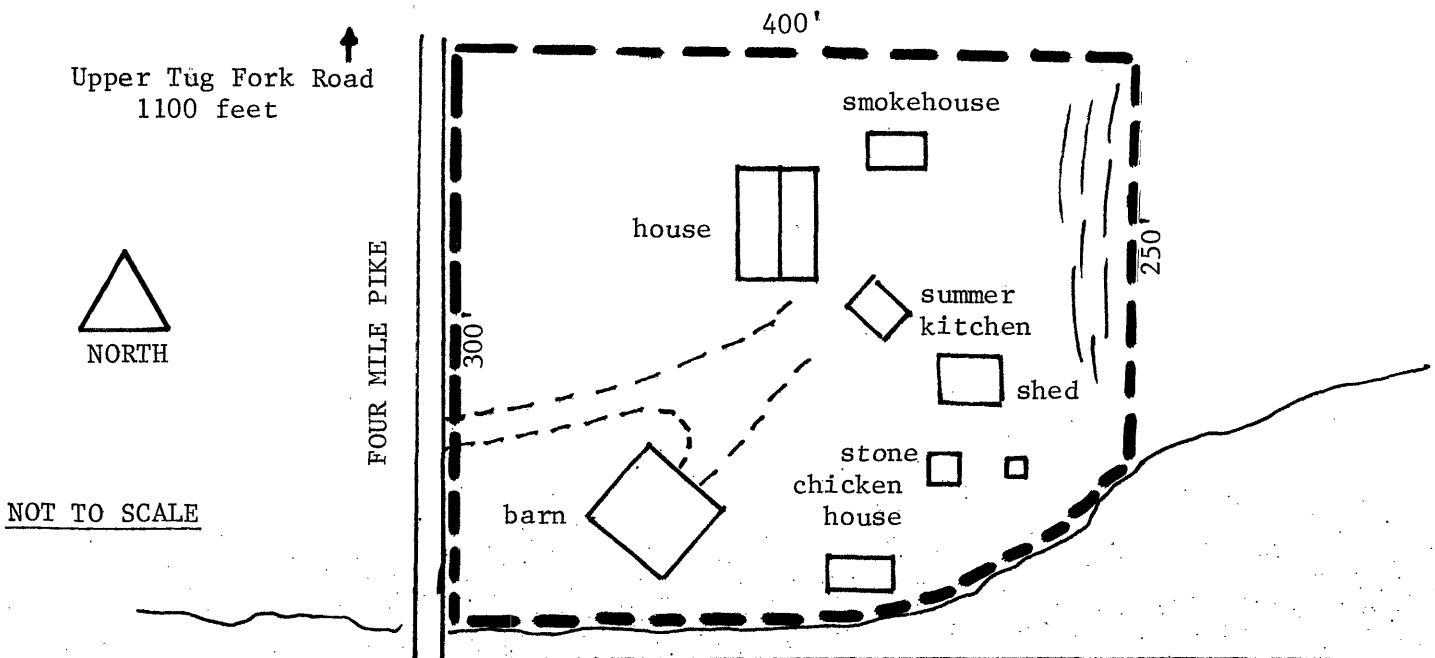 400'
Upper Tug Fork Road
1100 feet
smokehouse
house
250'
FOUR MILE PIKE
300'
summer
kitchen
NORTH
shed
stone
chicken
house
barn
NOT TO SCALE